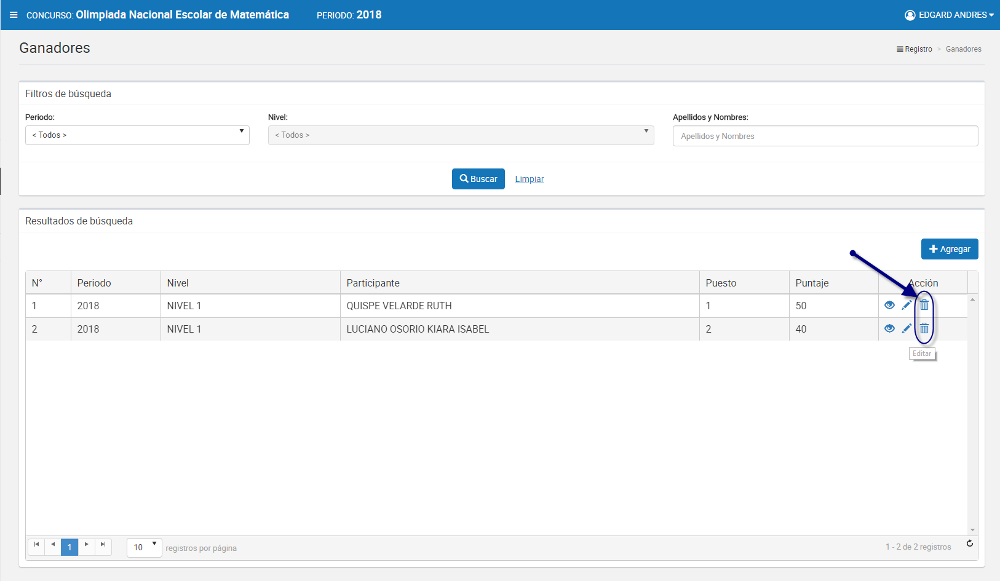 CONCURSO: Olimpiada Nacional Escolar de Matemática PERIODO: 2018 EDGARD ANDRES
Ganadores Registro > Ganadores
Filtros de búsqueda
Periodo: Nivel: Apellidos y Nombres:
< Todos > < Todos > Apellidos y Nombres
Buscar Limpiar
Resultados de búsqueda
Agregar
N° Periodo Nivel Participante Puesto Puntaje Acción
1 2018 NIVEL 1 QUISPE VELARDE RUTH 1 50
2 2018 NIVEL 1 LUCIANO OSORIO KIARA ISABEL 2 40
Editar
1 10 registros por página 1 - 2 de 2 registros